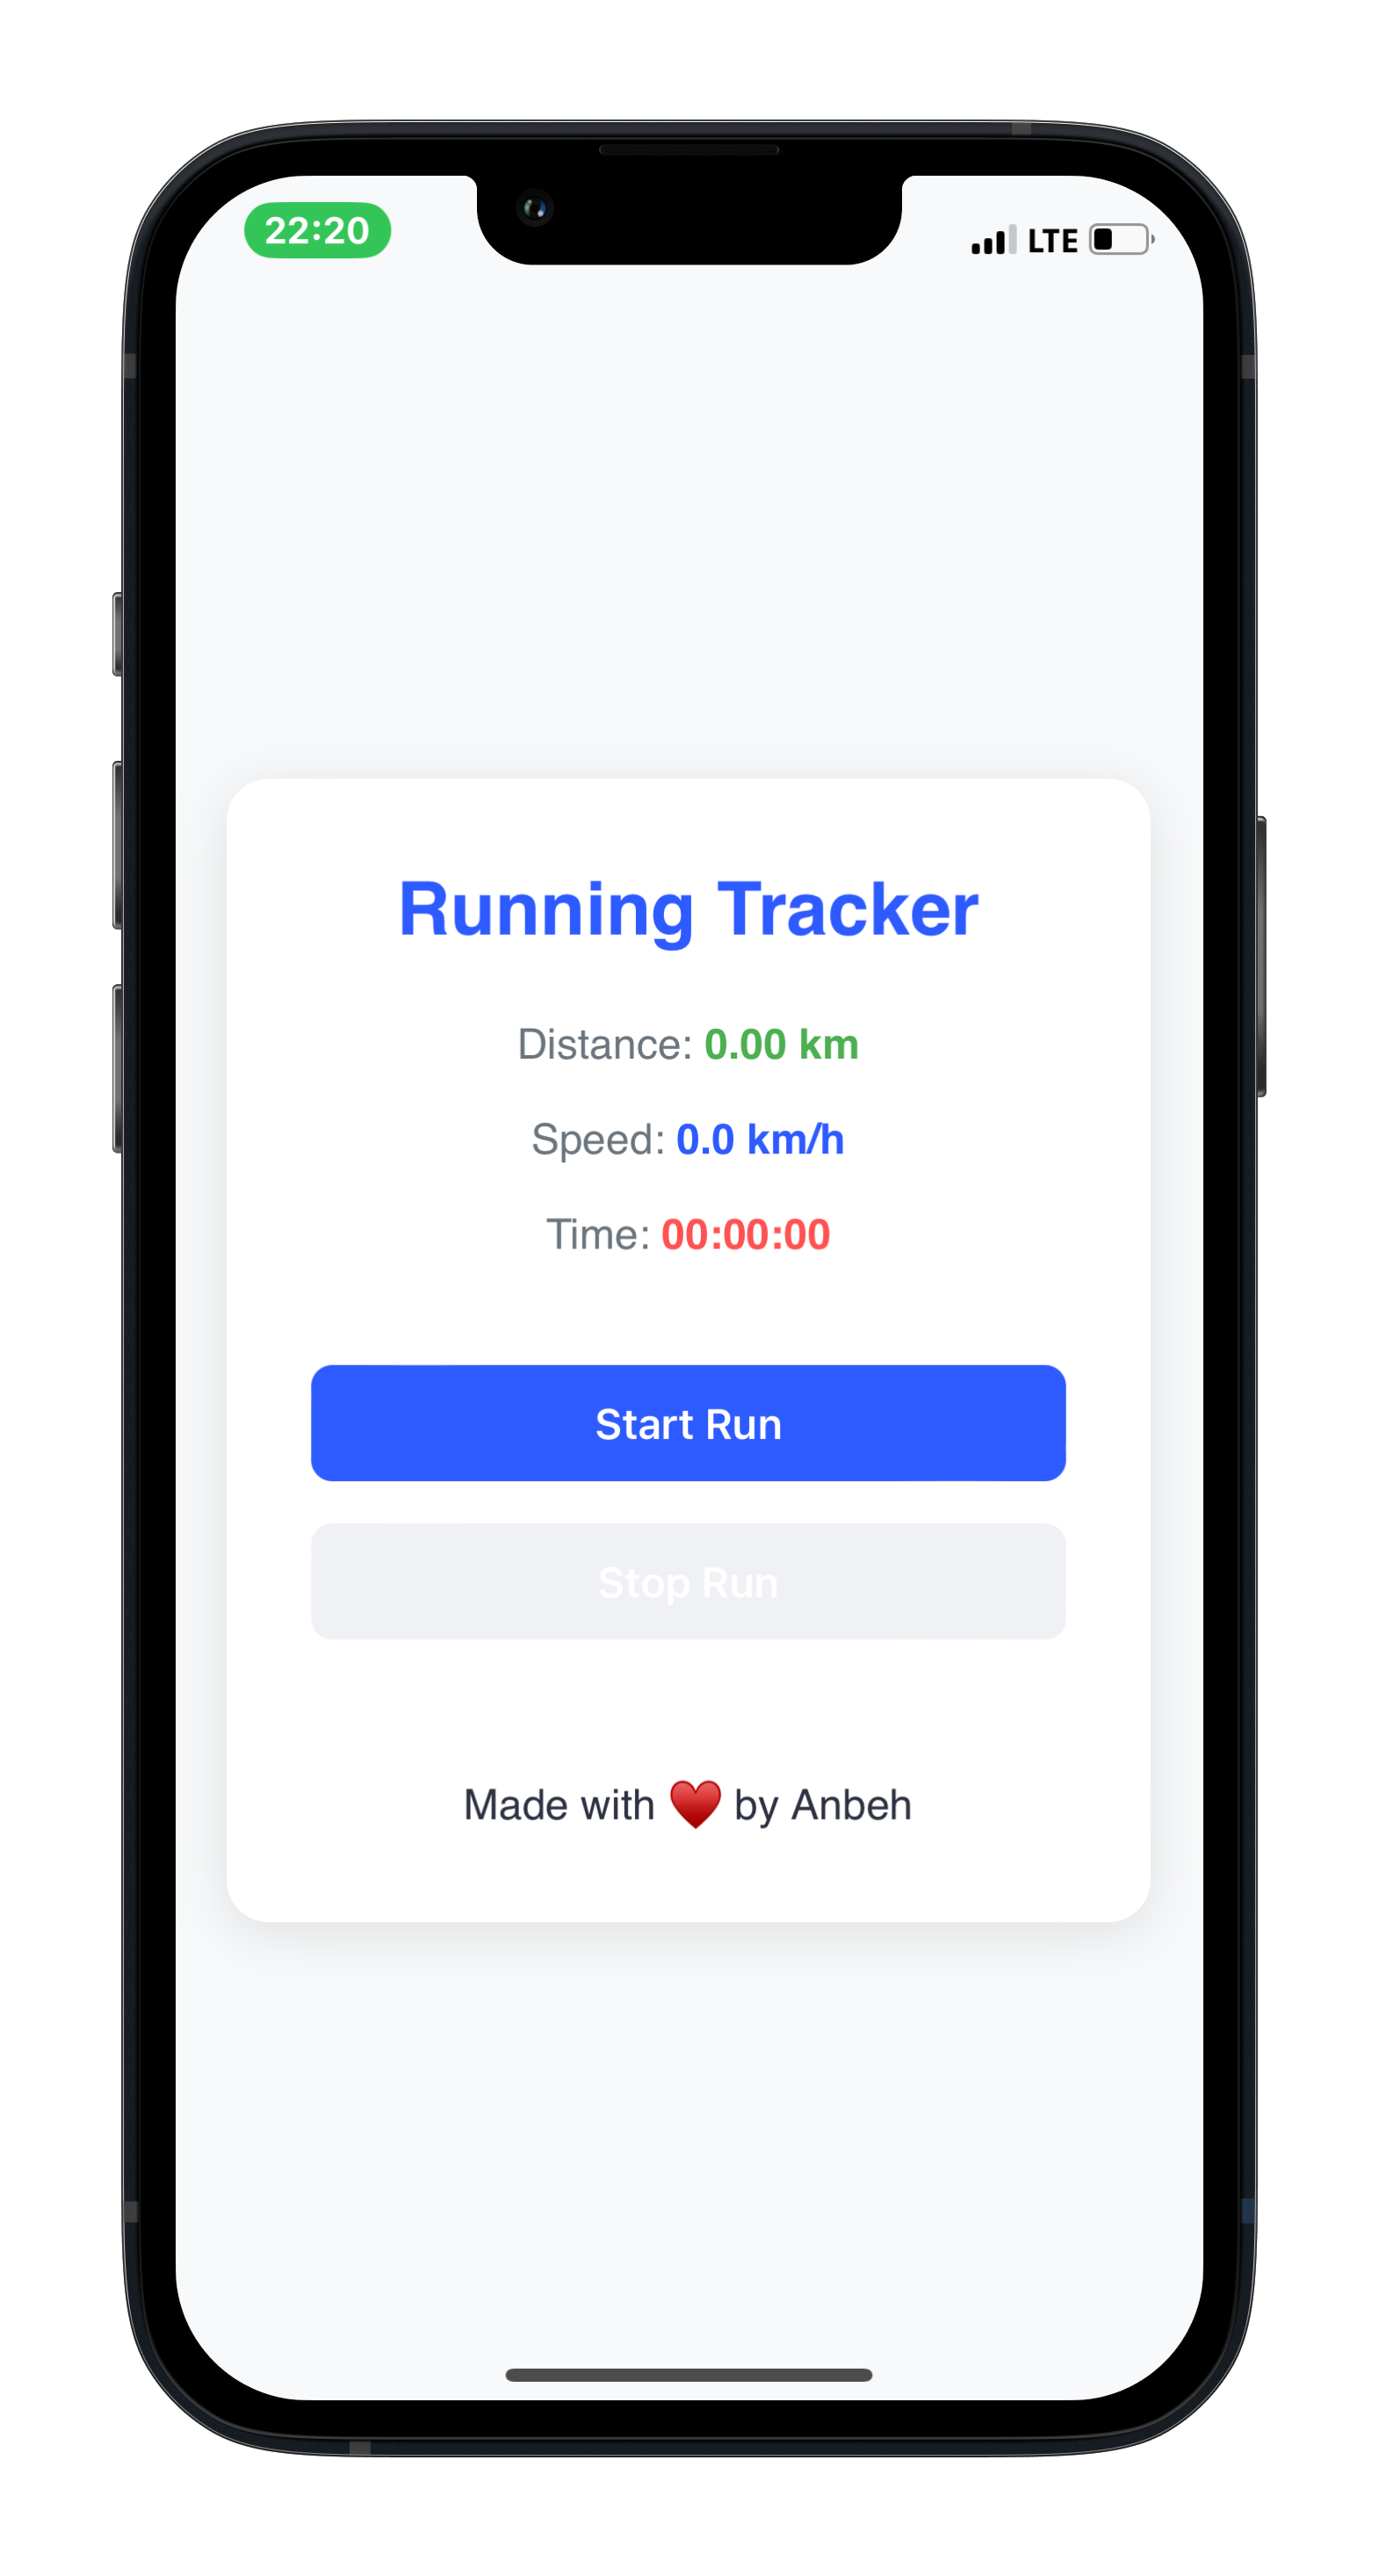 22:20 LTE
Running Tracker
Distance: 0.00 km
Speed: 0.0 km/h
Time: 00:00:00
Start Run
Stop Run
Made with ♥️ by Anbeh